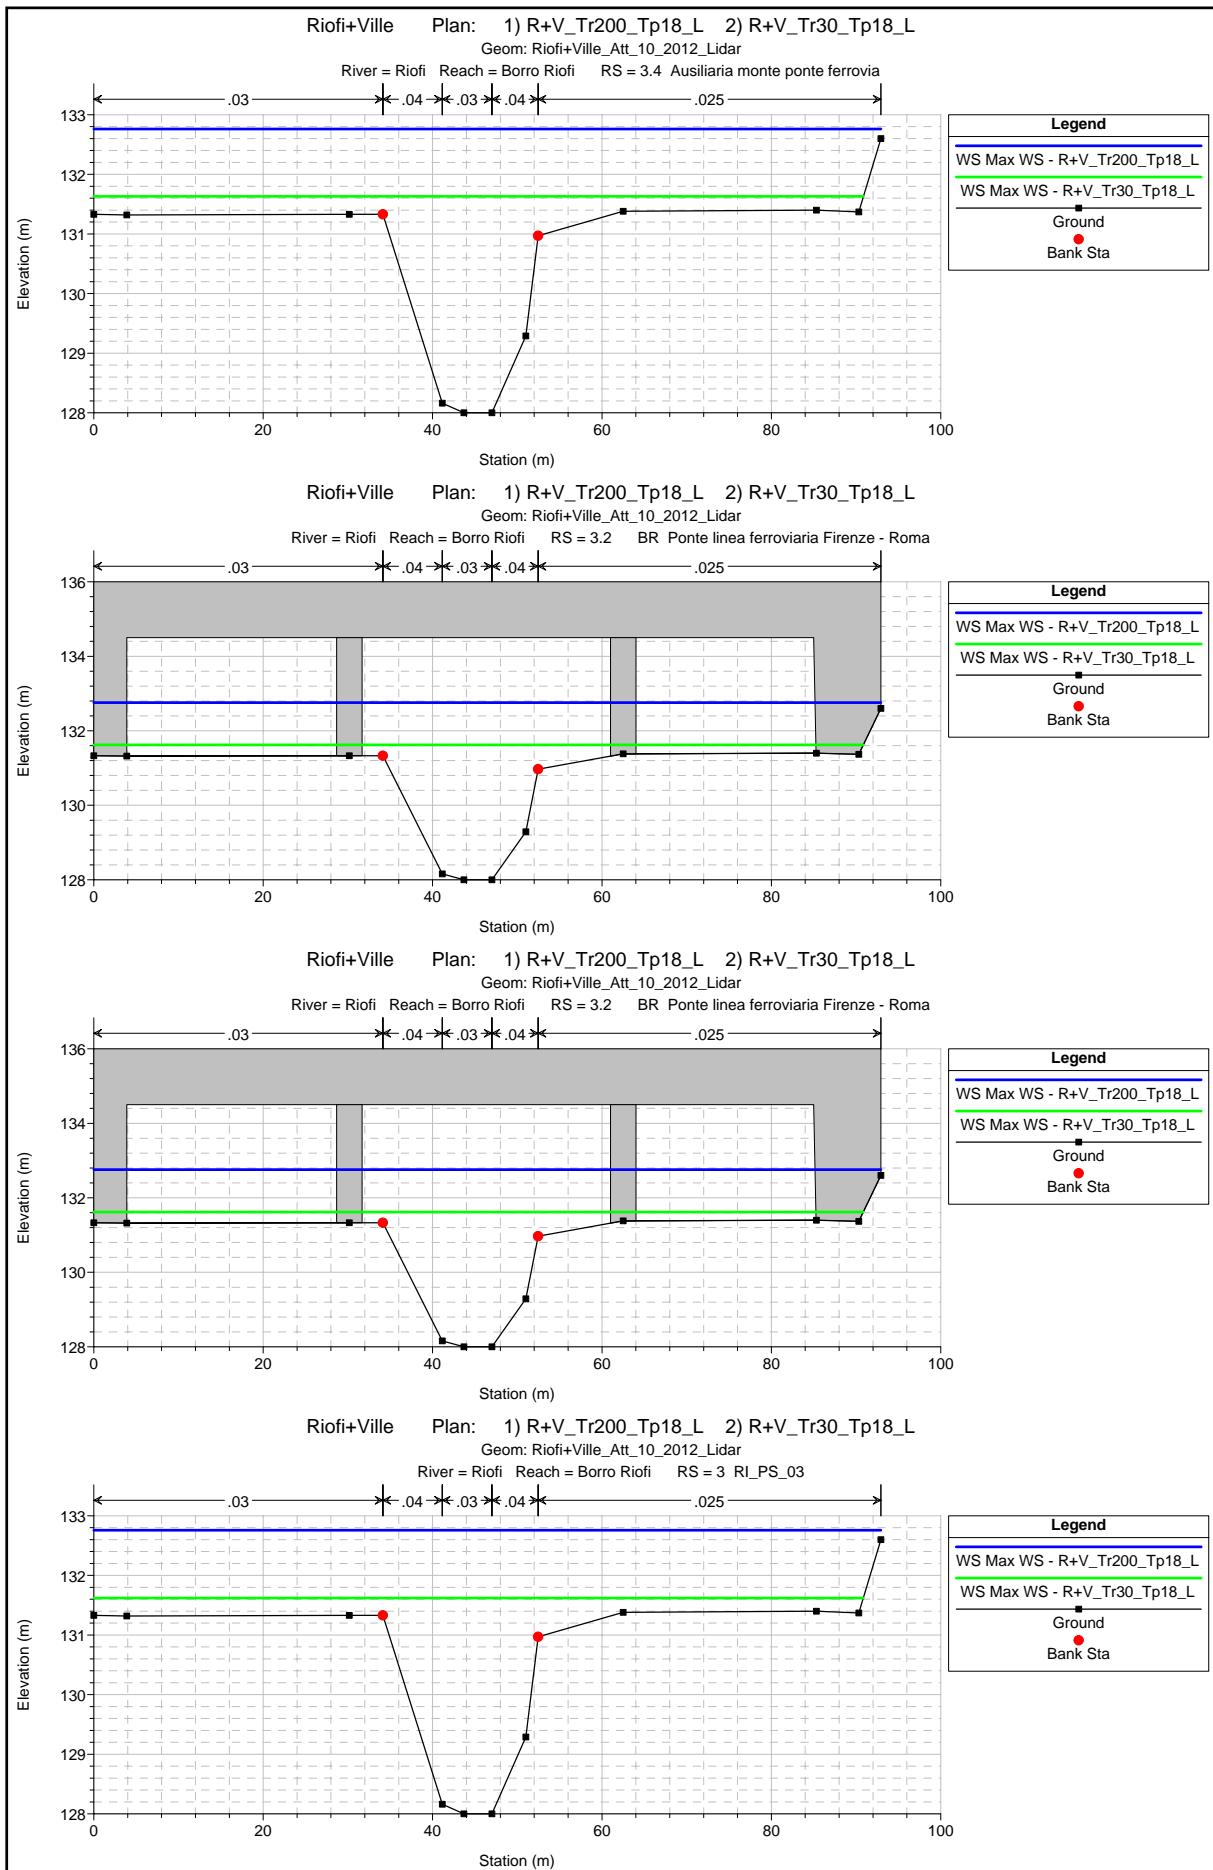 Riofi+Ville Plan: 1) R+V_Tr200_Tp18_L 2) R+V_Tr30_Tp18_L
Geom: Riofi+Ville_Att_10_2012_Lidar
River = Riofi Reach = Borro Riofi RS = 3.4 Ausiliaria monte ponte ferrovia
.03 .04 .03 .04 .025
133
132
131
130
129
128
Elevation (m)
0 20 40 60 80 100
Station (m)
Legend
WS Max WS - R+V_Tr200_Tp18_L
WS Max WS - R+V_Tr30_Tp18_L
Ground
Bank Sta
Riofi+Ville Plan: 1) R+V_Tr200_Tp18_L 2) R+V_Tr30_Tp18_L
Geom: Riofi+Ville_Att_10_2012_Lidar
River = Riofi Reach = Borro Riofi RS = 3.2 BR Ponte linea ferroviaria Firenze - Roma
.03 .04 .03 .04 .025
136
134
132
130
128
Elevation (m)
0 20 40 60 80 100
Station (m)
Legend
WS Max WS - R+V_Tr200_Tp18_L
WS Max WS - R+V_Tr30_Tp18_L
Ground
Bank Sta
Riofi+Ville Plan: 1) R+V_Tr200_Tp18_L 2) R+V_Tr30_Tp18_L
Geom: Riofi+Ville_Att_10_2012_Lidar
River = Riofi Reach = Borro Riofi RS = 3.2 BR Ponte linea ferroviaria Firenze - Roma
.03 .04 .03 .04 .025
136
134
132
130
128
Elevation (m)
0 20 40 60 80 100
Station (m)
Legend
WS Max WS - R+V_Tr200_Tp18_L
WS Max WS - R+V_Tr30_Tp18_L
Ground
Bank Sta
Riofi+Ville Plan: 1) R+V_Tr200_Tp18_L 2) R+V_Tr30_Tp18_L
Geom: Riofi+Ville_Att_10_2012_Lidar
River = Riofi Reach = Borro Riofi RS = 3 RI_PS_03
.03 .04 .03 .04 .025
133
132
131
130
129
128
Elevation (m)
0 20 40 60 80 100
Station (m)
Legend
WS Max WS - R+V_Tr200_Tp18_L
WS Max WS - R+V_Tr30_Tp18_L
Ground
Bank Sta